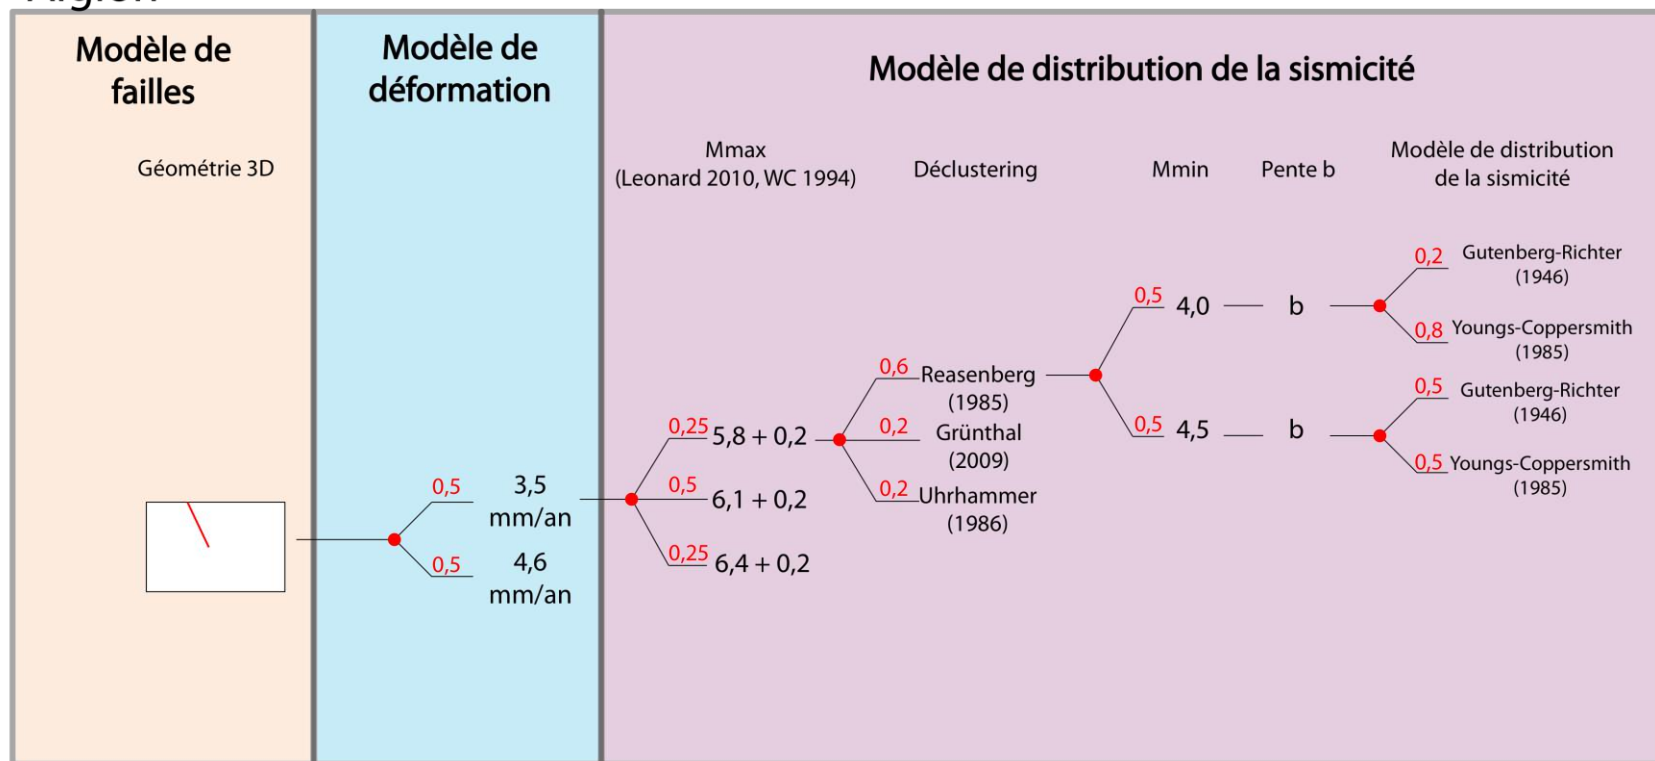 Modèle de
failles
Modèle de
déformation
Modèle de distribution de la sismicité
Géométrie 3D
Mmax
(Leonard 2010, WC 1994)
Déclustering
Mmin
Pente b
Modèle de distribution
de la sismicité
0,5
3,5
mm/an
0,5
4,6
mm/an
0,25 5,8 + 0,2
0,5 6,1 + 0,2
0,25 6,4 + 0,2
0,6 Reasenberg
(1985)
0,2 Grünthal
(2009)
0,2 Uhrhammer
(1986)
0,5 4,0
b
0,5 4,5
b
0,2 Gutenberg-Richter
(1946)
0,8 Youngs-Coppersmith
(1985)
0,5 Gutenberg-Richter
(1946)
0,5 Youngs-Coppersmith
(1985)